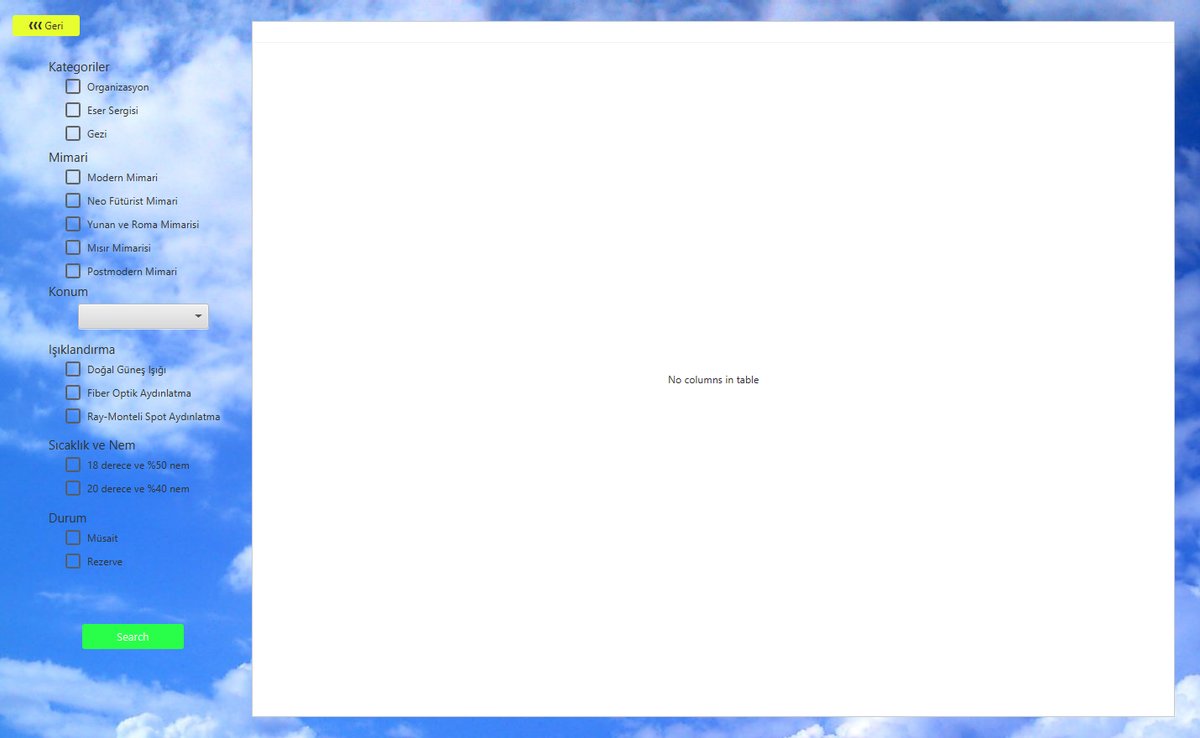 Geri
Kategoriler
Organizasyon
Eser Sergisi
Gezi
Mimari
Modern Mimari
Neo Fütürist Mimari
Yunan ve Roma Mimarisi
Mısır Mimarisi
Postmodern Mimari
Konum
Işıklandırma
Doğal Güneş Işığı
Fiber Optik Aydınlatma
Ray-Monteli Spot Aydınlatma
Sıcaklık ve Nem
18 derece ve %50 nem
20 derece ve %40 nem
Durum
Müsait
Rezerve
Search
No columns in table